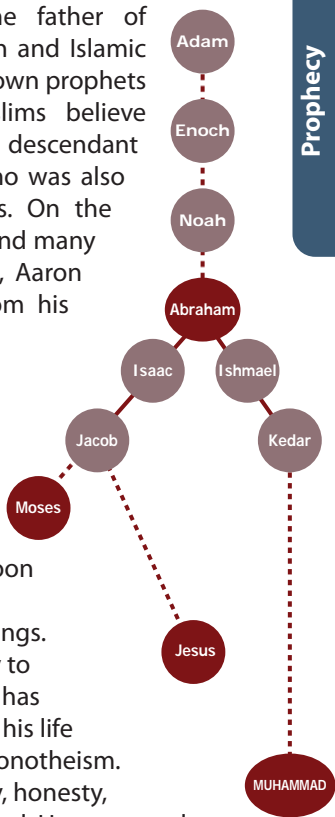 he father of
n and Islamic
own prophets
lims believe
descendant
ho was also
s. On the
nd many
, Aaron
om his
oon
ngs.
to
has
his life
onotheism.
y, honesty,
Prophecy
Adam
Enoch
Noah
Abraham
Isaac
Ishmael
Jacob
Kedar
Moses
Jesus
MUHAMMAD